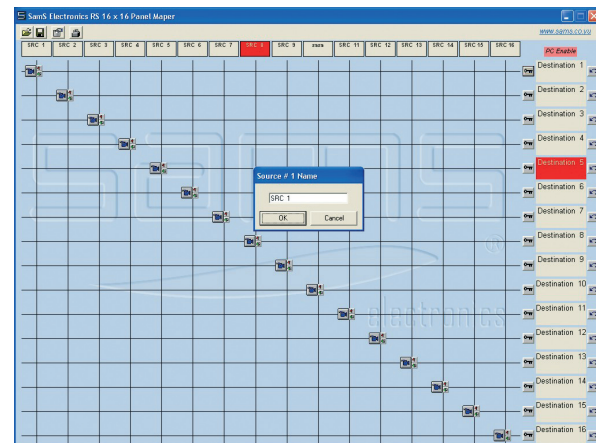 SamS Electronics RS 16 x 16 Panel Maper
www.sams.co.yu
SRC 1 SRC 2 SRC 3 SRC 4 SRC 5 SRC 6 SRC 7 SRC 8 SRC 9 SRC 11 SRC 12 SRC 13 SRC 14 SRC 15 SRC 16
PC Enable
Destination 1
Destination 2
Destination 3
Destination 4
Destination 5
Destination 6
Destination 7
Destination 8
Destination 9
Destination 10
Destination 11
Destination 12
Destination 13
Destination 14
Destination 15
Destination 16
Source # 1 Name
SRC 1
OK Cancel
sams
®
electronics